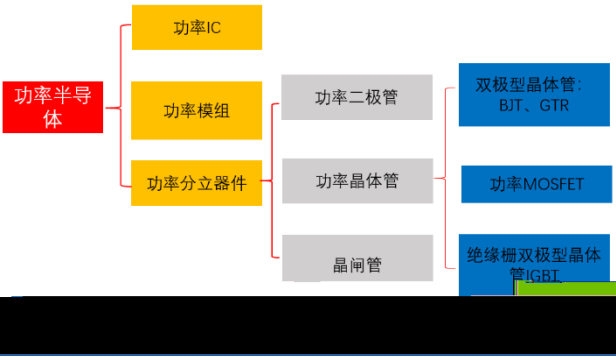 功率半导
体
功率IC
功率模组
功率分立器件
功率二极管
功率晶体管
晶闸管
双极型晶体管：
BJT、GTR
功率MOSFET
绝缘栅双极型晶体
管IGBT